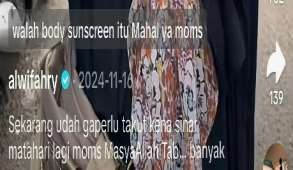 walah body sunscreen itu Mahal ya moms
alwifahry · 2024-11-16
139
Sekarang udah gaperlu takut kena sinar
matahari lagi moms MasyaAllah Tab... banyak